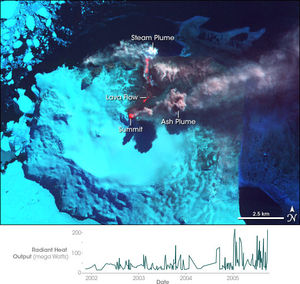 Steam Plume
Lava Flow
Ash Plume
Summit
2.5 km
N
200
Radiant Heat
Output (mega Watts)
100
0
2002 2003 2004 2005
Date